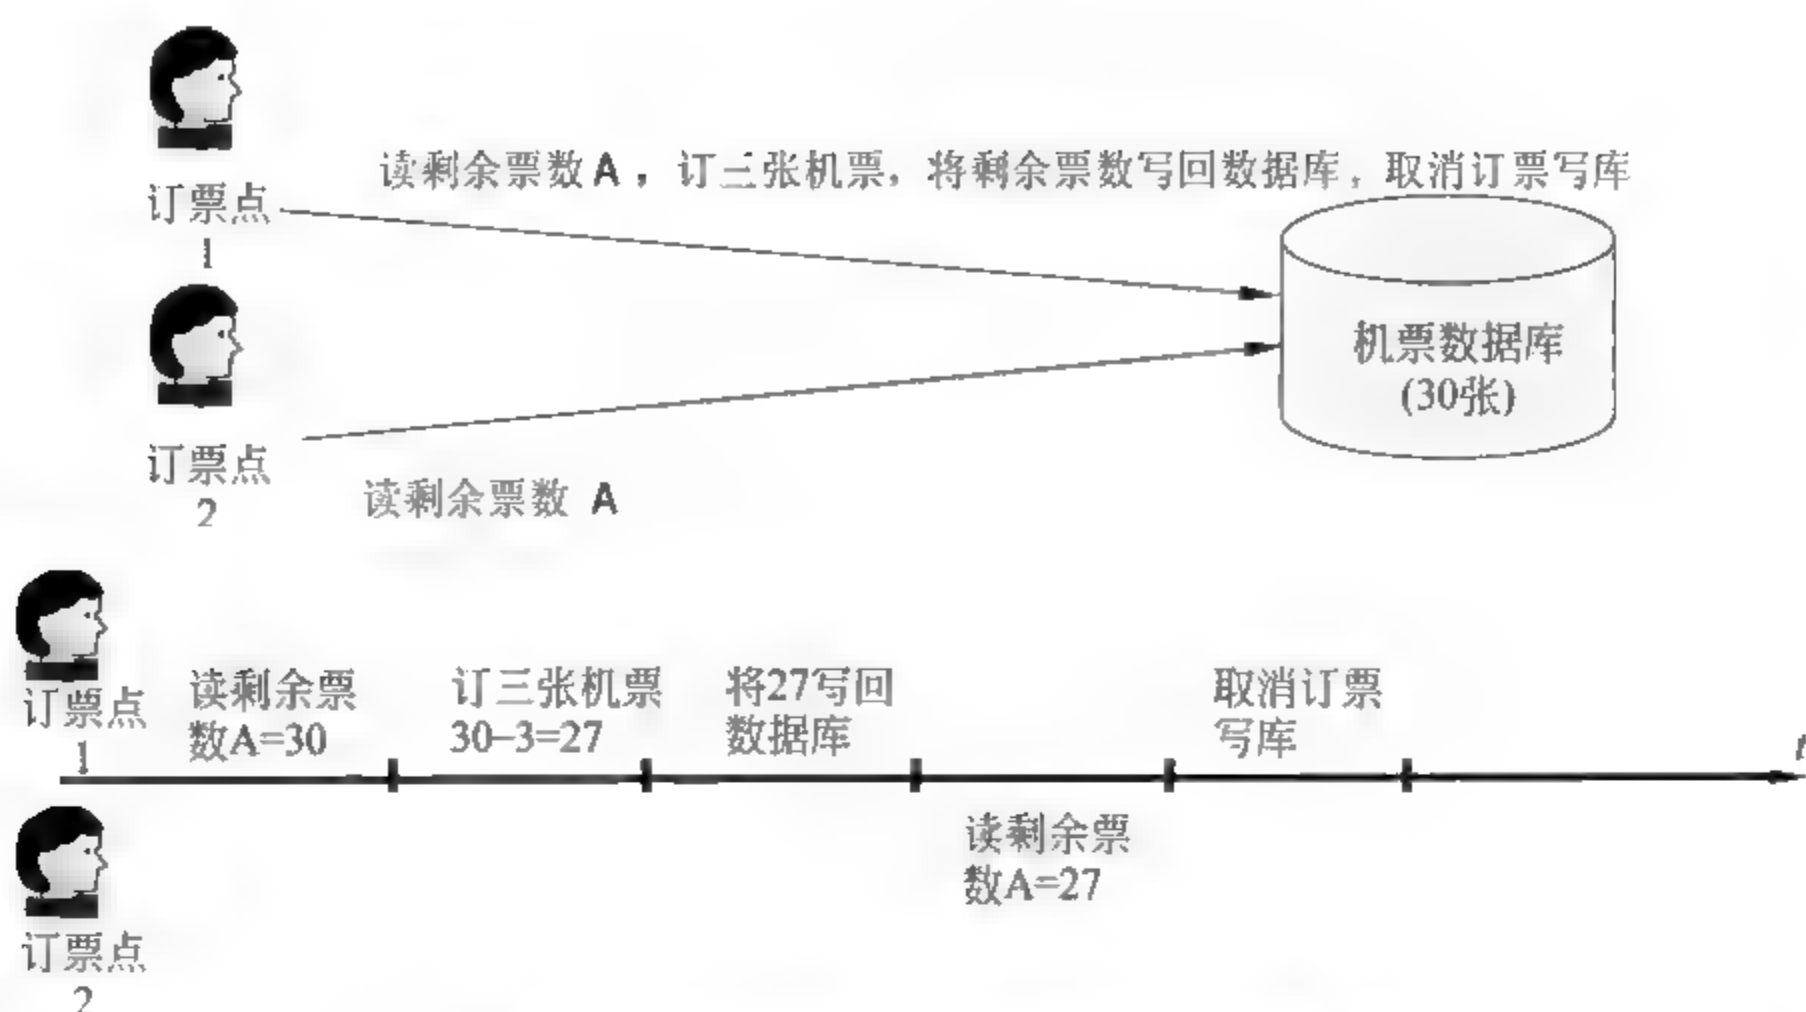 读剩余票数A，订三张机票，将剩余票数写回数据库，取消订票写库
订票点
1
机票数据库
(30张)
订票点
2
读剩余票数 A
订票点
1
读剩余票
数A=30
订三张机票
30-3=27
将27写回
数据库
取消订票
写库
t
读剩余票
数A=27
订票点
2